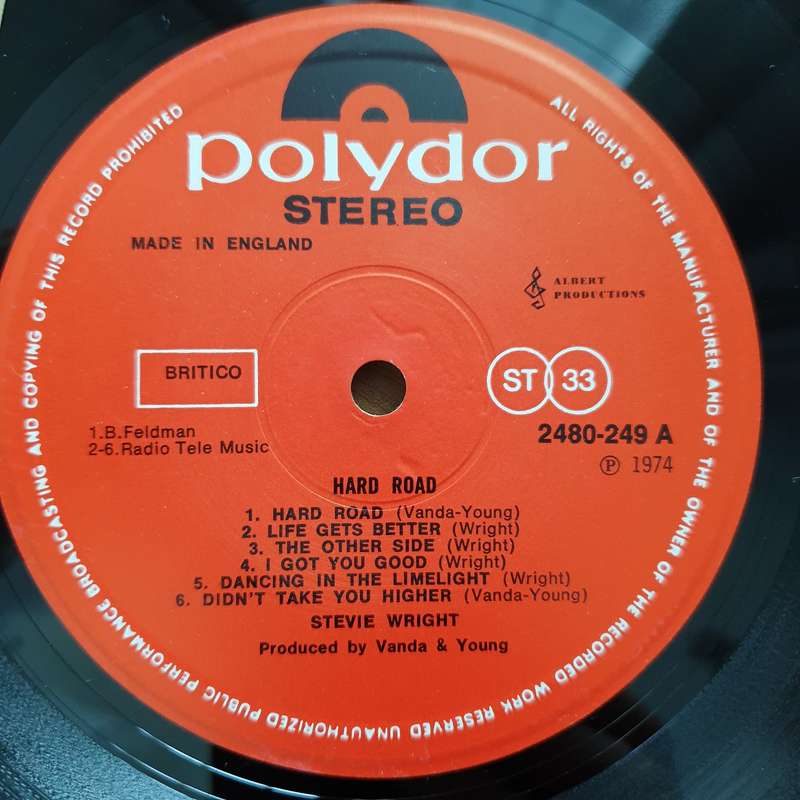 polydor
STEREO
MADE IN ENGLAND
ALBERT
PRODUCTIONS
BRITICO
ST 33
1.B.Feldman
2-6.Radio Tele Music
2480-249 A
Ⓟ 1974
HARD ROAD
1. HARD ROAD (Vanda-Young)
2. LIFE GETS BETTER (Wright)
3. THE OTHER SIDE (Wright)
4. I GOT YOU GOOD (Wright)
5. DANCING IN THE LIMELIGHT (Wright)
6. DIDN'T TAKE YOU HIGHER (Vanda-Young)
STEVIE WRIGHT
Produced by Vanda & Young
ALL RIGHTS OF THE MANUFACTURER AND OF THE OWNER OF THE RECORDED WORK RESERVED UNAUTHORIZED PUBLIC PERFORMANCE BROADCASTING AND COPYING OF THIS RECORD PROHIBITED